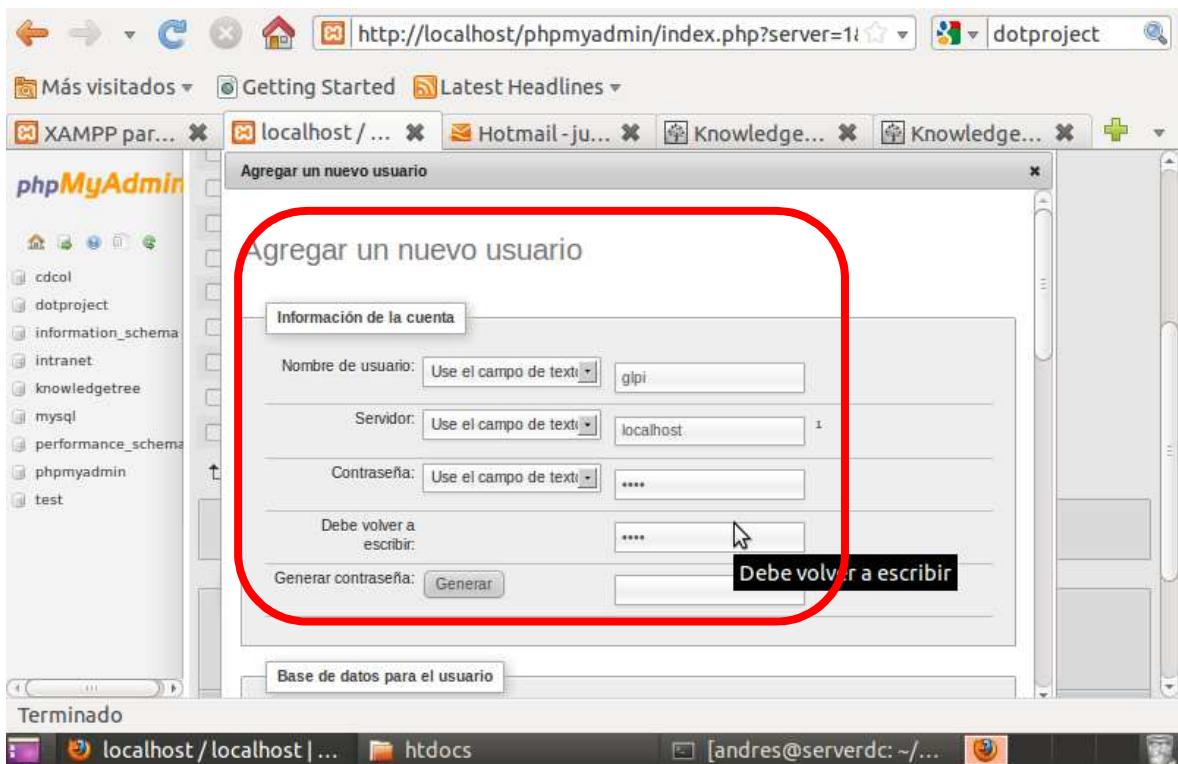 http://localhost/phpmyadmin/index.php?server=1
dotproject
Más visitados
Getting Started
Latest Headlines
XAMPP par...
localhost / ...
Hotmail - ju...
Knowledge...
Knowledge...
phpMyAdmin
cdcol
dotproject
information_schema
intranet
knowledgetree
mysql
performance_schema
phpmyadmin
test
Agregar un nuevo usuario
Agregar un nuevo usuario
Información de la cuenta
Nombre de usuario: Use el campo de texto glpi
Servidor: Use el campo de texto localhost 1
Contraseña: Use el campo de texto ••••
Debe volver a
escribir: ••••
Debe volver a escribir
Generar contraseña: Generar
Base de datos para el usuario
Terminado
localhost / localhost | ...
htdocs
[andres@serverdc: ~/...